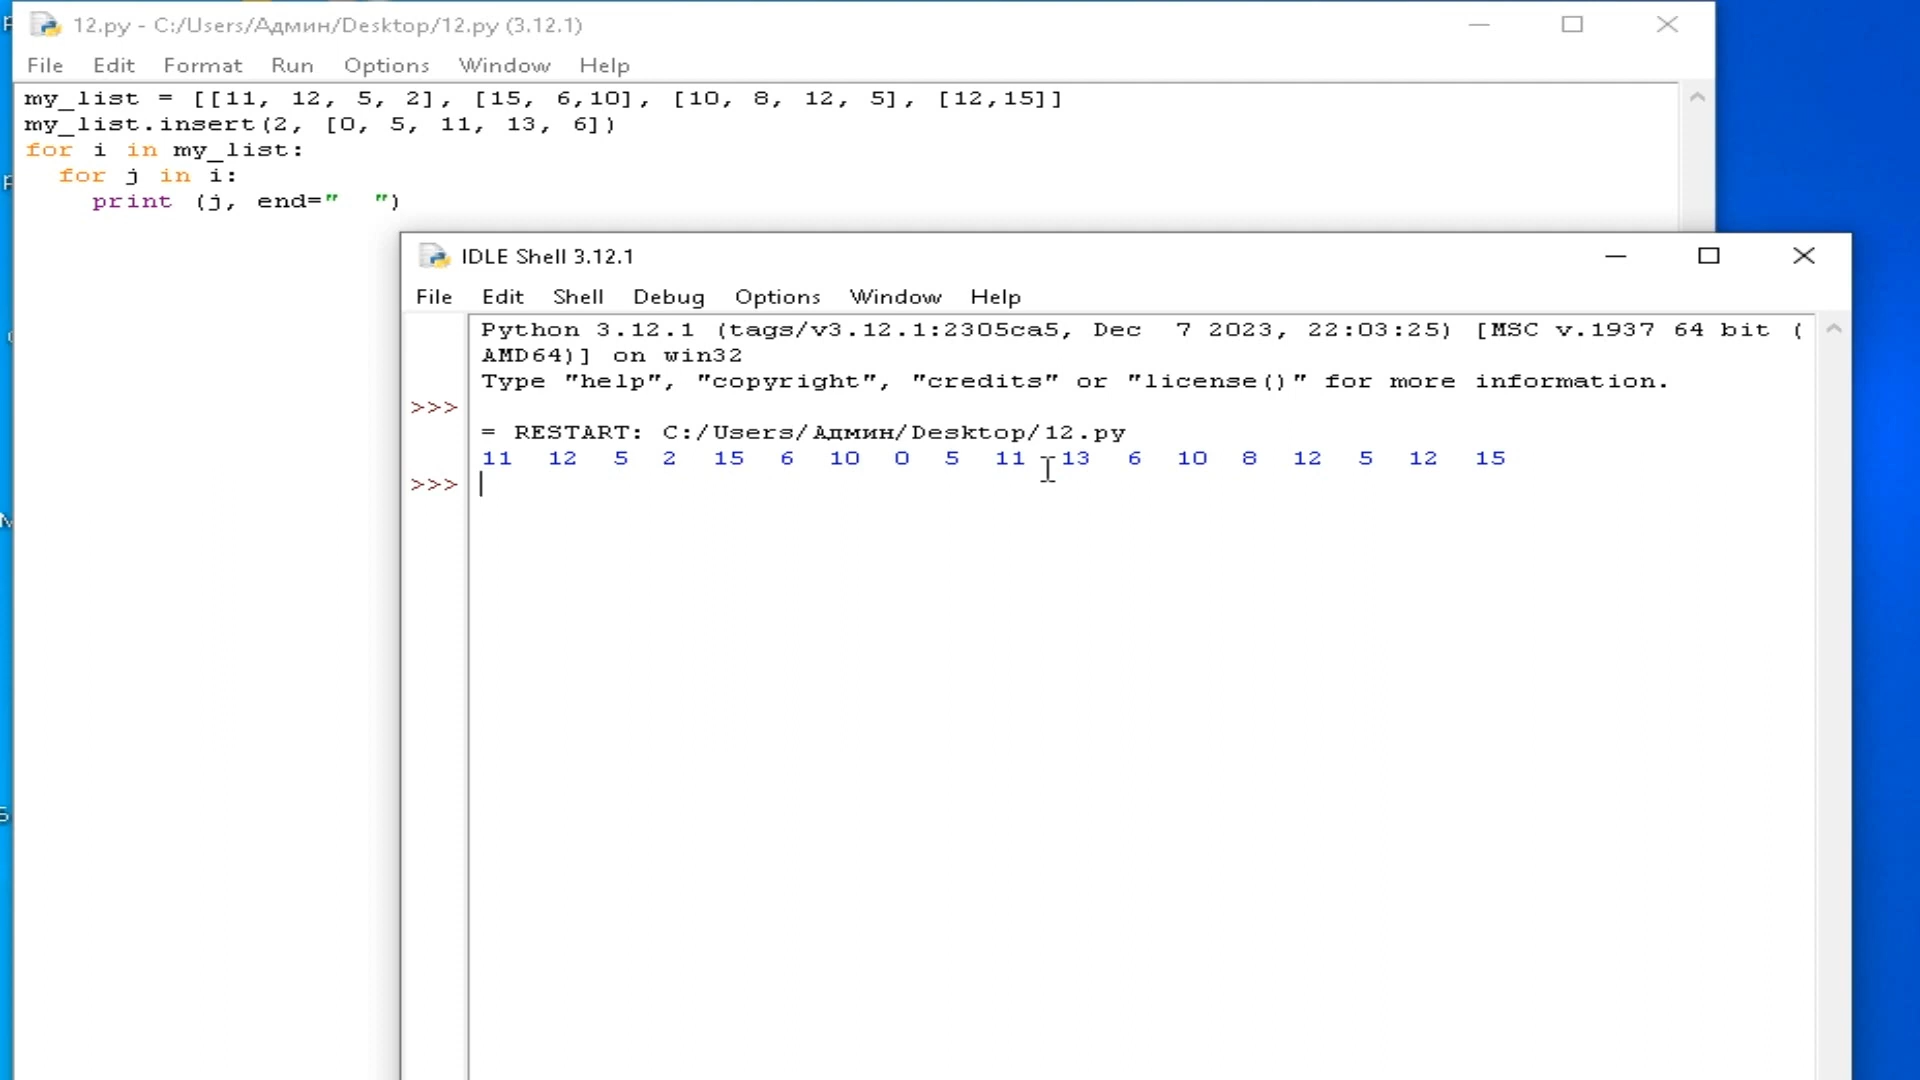 12.py - C:/Users/Админ/Desktop/12.py (3.12.1)
File Edit Format Run Options Window Help
my_list = [[11, 12, 5, 2], [15, 6,10], [10, 8, 12, 5], [12,15]]
my_list.insert(2, [0, 5, 11, 13, 6])
for i in my_list:
  for j in i:
    print (j, end="  ")
IDLE Shell 3.12.1
File Edit Shell Debug Options Window Help
Python 3.12.1 (tags/v3.12.1:2305ca5, Dec  7 2023, 22:03:25) [MSC v.1937 64 bit (
AMD64)] on win32
Type "help", "copyright", "credits" or "license()" for more information.
>>>
= RESTART: C:/Users/Админ/Desktop/12.py
11  12  5  2  15  6  10  0  5  11  13  6  10  8  12  5  12  15
>>>